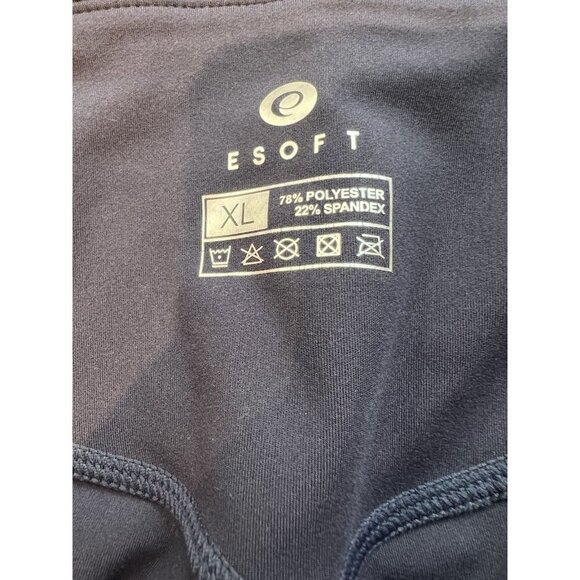 ESOFT
XL
78% POLYESTER
22% SPANDEX